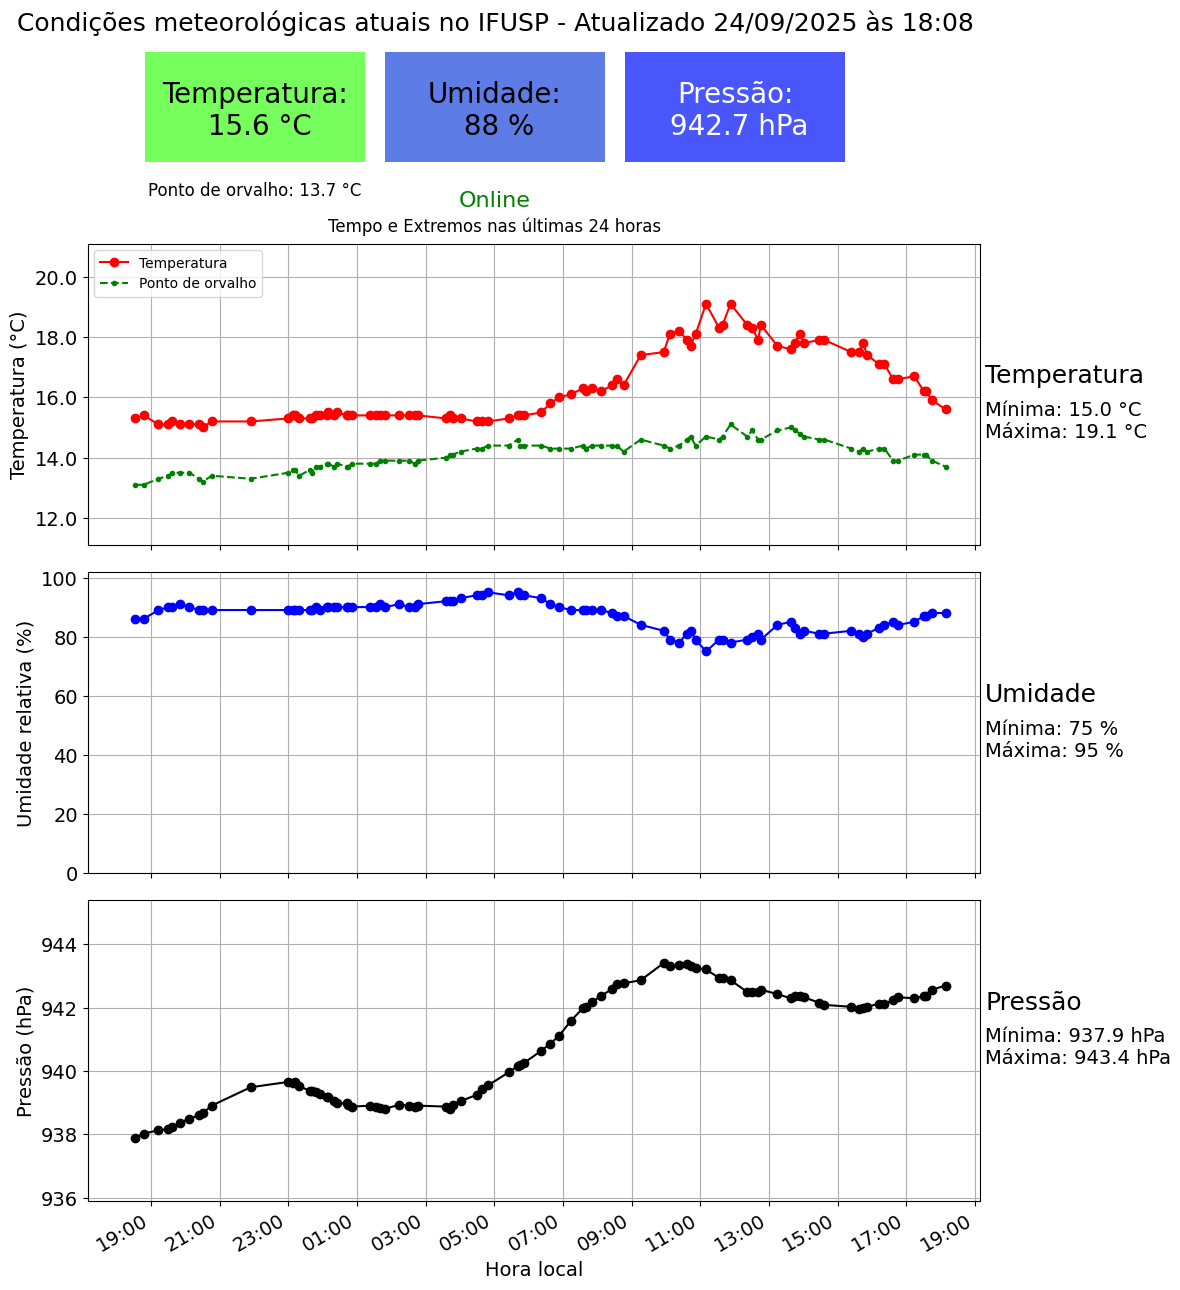 Condições meteorológicas atuais no IFUSP - Atualizado 24/09/2025 às 18:08
Temperatura:
15.6 °C
Umidade:
88 %
Pressão:
942.7 hPa
Ponto de orvalho: 13.7 °C
Online
Tempo e Extremos nas últimas 24 horas
Temperatura
Ponto de orvalho
Temperatura (°C)
20.0
18.0
16.0
14.0
12.0
Temperatura
Mínima: 15.0 °C
Máxima: 19.1 °C
Umidade relativa (%)
100
80
60
40
20
0
Umidade
Mínima: 75 %
Máxima: 95 %
Pressão (hPa)
944
942
940
938
936
Pressão
Mínima: 937.9 hPa
Máxima: 943.4 hPa
19:00 21:00 23:00 01:00 03:00 05:00 07:00 09:00 11:00 13:00 15:00 17:00 19:00
Hora local